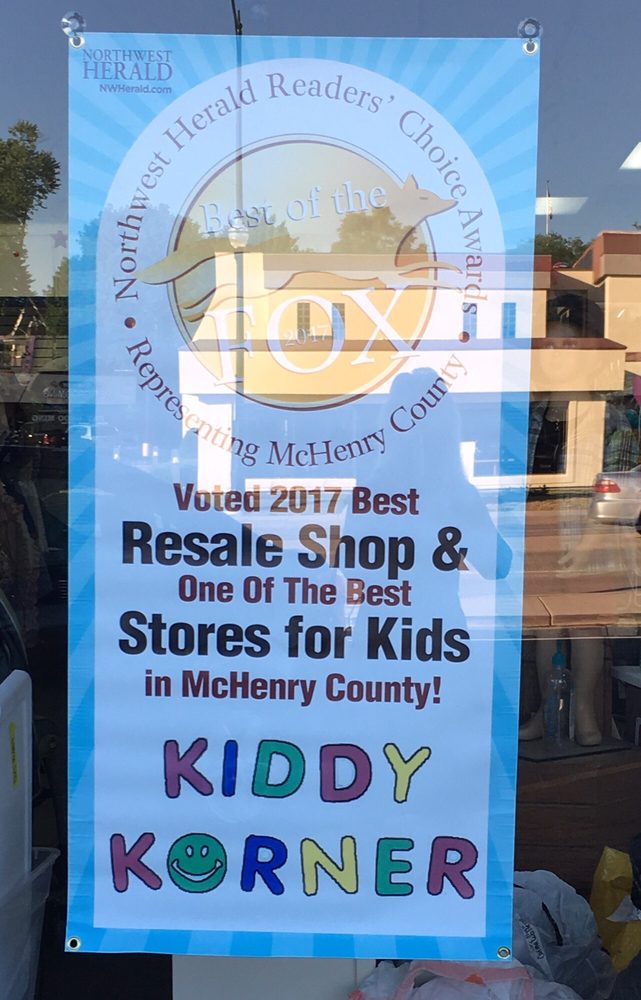 NORTHWEST
HERALD
NWHerald.com
Northwest Herald Readers' Choice Awards
Best of the
FOX
2017
Representing McHenry County
Voted 2017 Best
Resale Shop &
One Of The Best
Stores for Kids
in McHenry County!
KIDDY
KORNER